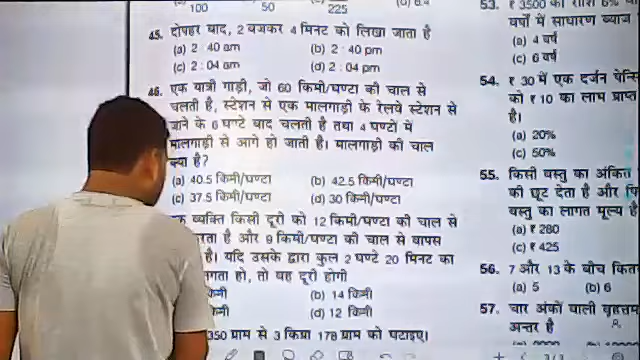 100
50
225
45. दोपहर बाद, 2 बजकर 4 मिनट को लिखा जाता है
(a) 2 : 40 am (b) 2 : 40 pm
(c) 2 : 04 am (d) 2 : 04 pm
46. एक यात्री गाड़ी, जो 60 किमी/घण्टा की चाल से
चलती है, स्टेशन से एक मालगाड़ी के रेलवे स्टेशन से
जाने के 6 घण्टे बाद चलती है तथा 4 घण्टों में
मालगाड़ी से आगे हो जाती है। मालगाड़ी की चाल
क्या है?
(a) 40.5 किमी/घण्टा (b) 42.5 किमी/घण्टा
(c) 37.5 किमी/घण्टा (d) 30 किमी/घण्टा
व्यक्ति किसी दूरी को 12 किमी/घण्टा की चाल से
है और 9 किमी/घण्टा की चाल से वापस
है। यदि उसके द्वारा कुल 2 घण्टे 20 मिनट का
हो, तो वह दूरी होगी
(b) 14 किमी
(d) 12 किमी
350 ग्राम से 3 किग्रा 178 ग्राम को घटाइए।
53. ₹ 3500 की राशि 6%
वर्षों में साधारण ब्याज
(a) 4 वर्ष
(c) 6 वर्ष
54. ₹ 30 में एक दर्जन
को ₹ 10 का लाभ प्राप्त
है।
(a) 20%
(c) 50%
55. किसी वस्तु का अंकित
की छूट देता है और
वस्तु का लागत मूल्य है
(a) ₹ 280
(c) ₹ 425
56. 7 और 13 के बीच
(a) 5 (b) 6
57. चार अंकों वाली
अन्तर है